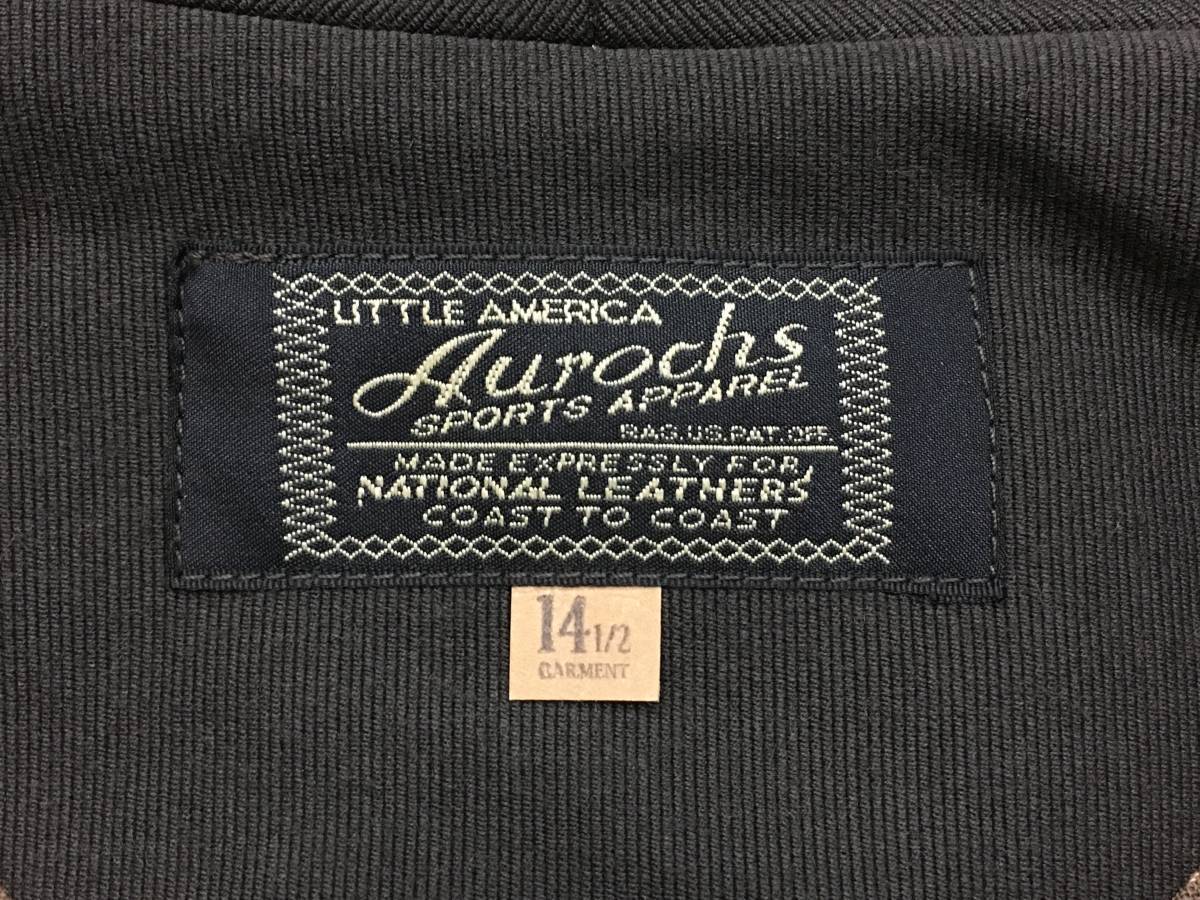 LITTLE AMERICA
Aurochs
SPORTS APPAREL
RAG.US.PAT.OFF.
MADE EXPRESSLY FOR,
NATIONAL LEATHERS
COAST TO COAST
14 1/2
GARMENT